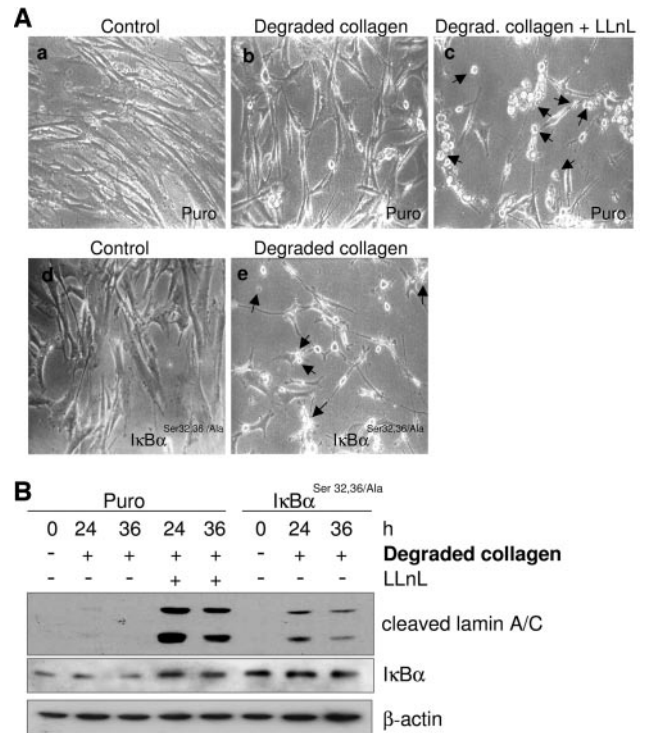 A
Control Degraded collagen Degrad. collagen + LLnL
a b c
Puro Puro Puro
Control Degraded collagen
d e
IκBα Ser32,36 /Ala IκBα Ser32,36/Ala
B
Puro IκBα Ser 32,36/Ala
0 24 36 24 36 0 24 36 h
- + + + + - + + Degraded collagen
- - - + + - - - LLnL
cleaved lamin A/C
IκBα
β-actin